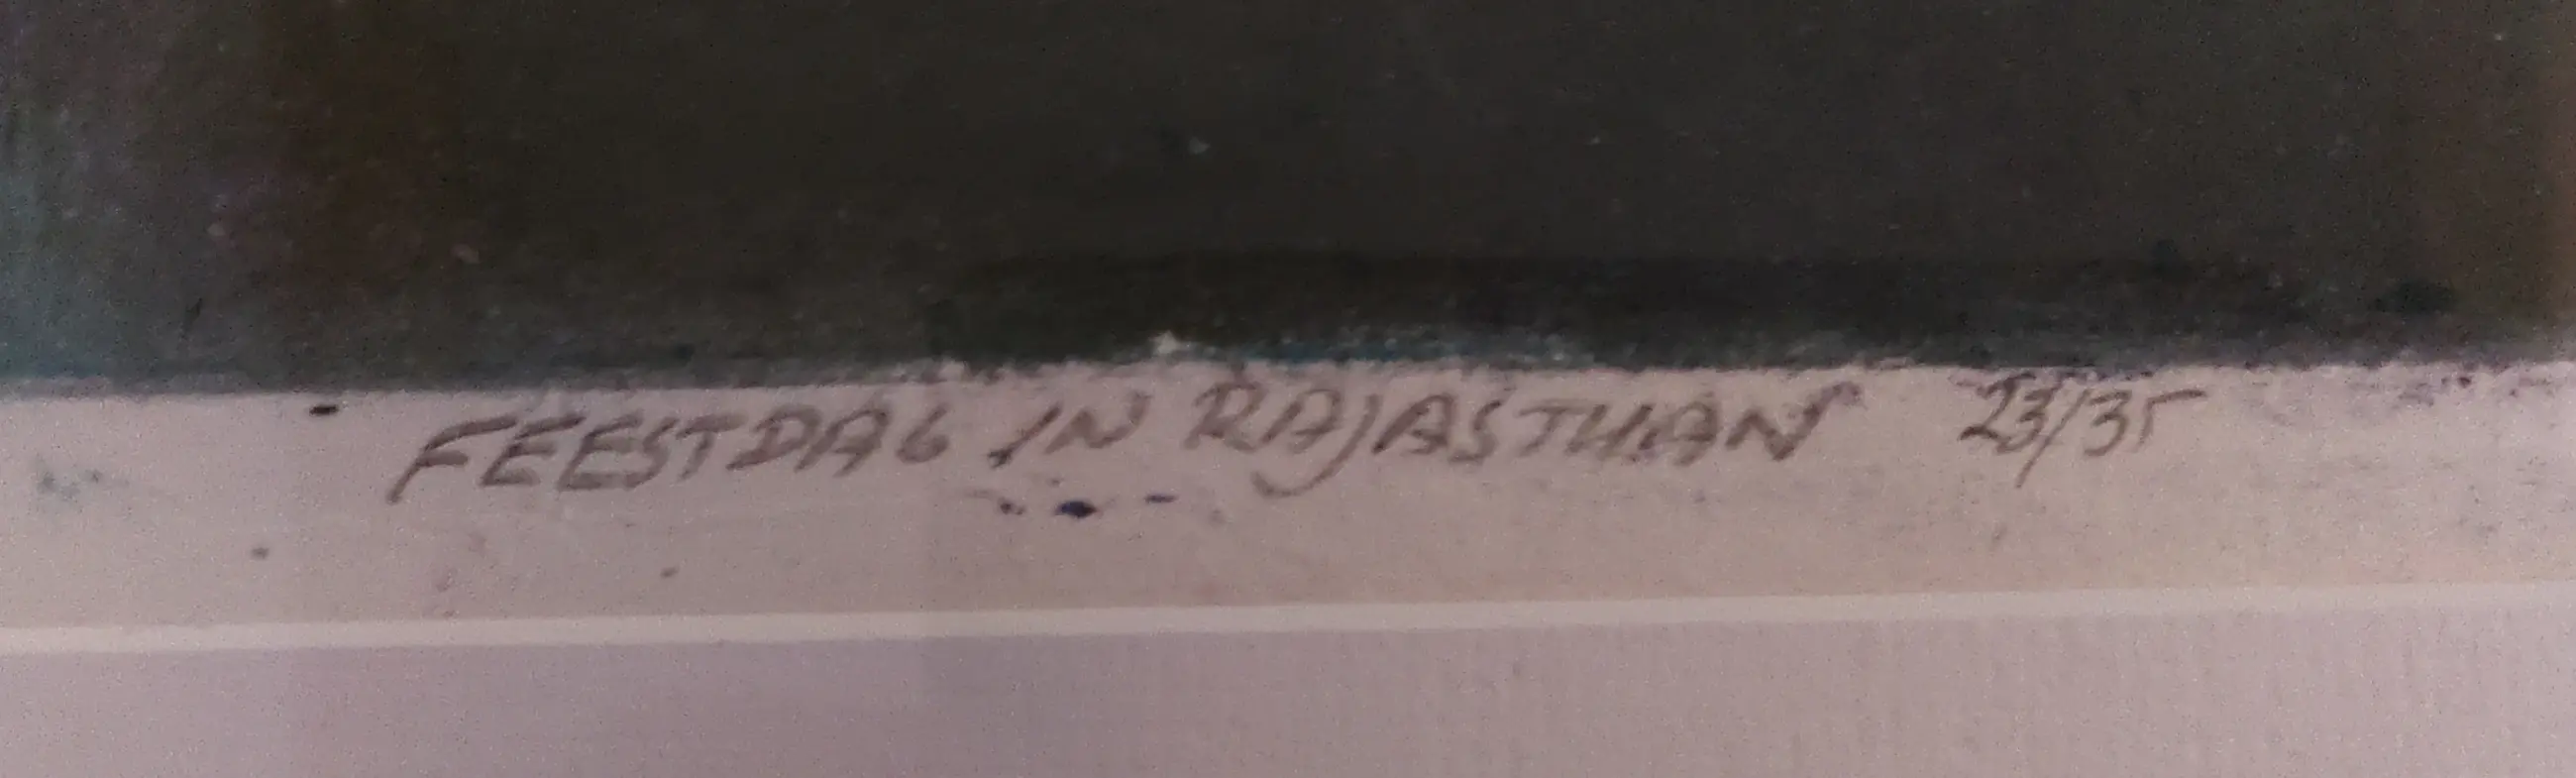 FEESTDAG IN RAJASTHAN 23/35